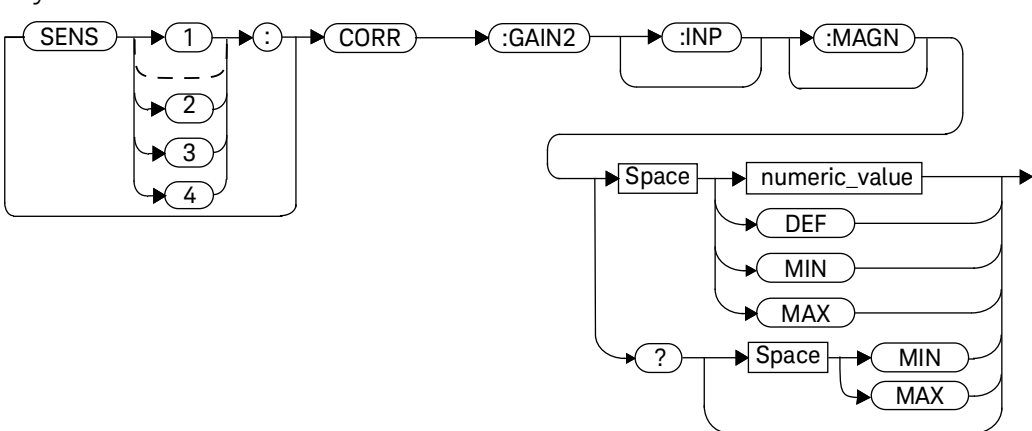 SENS 1 : CORR :GAIN2 :INP :MAGN
2
3
4
Space numeric_value
DEF
MIN
MAX
? Space MIN
MAX